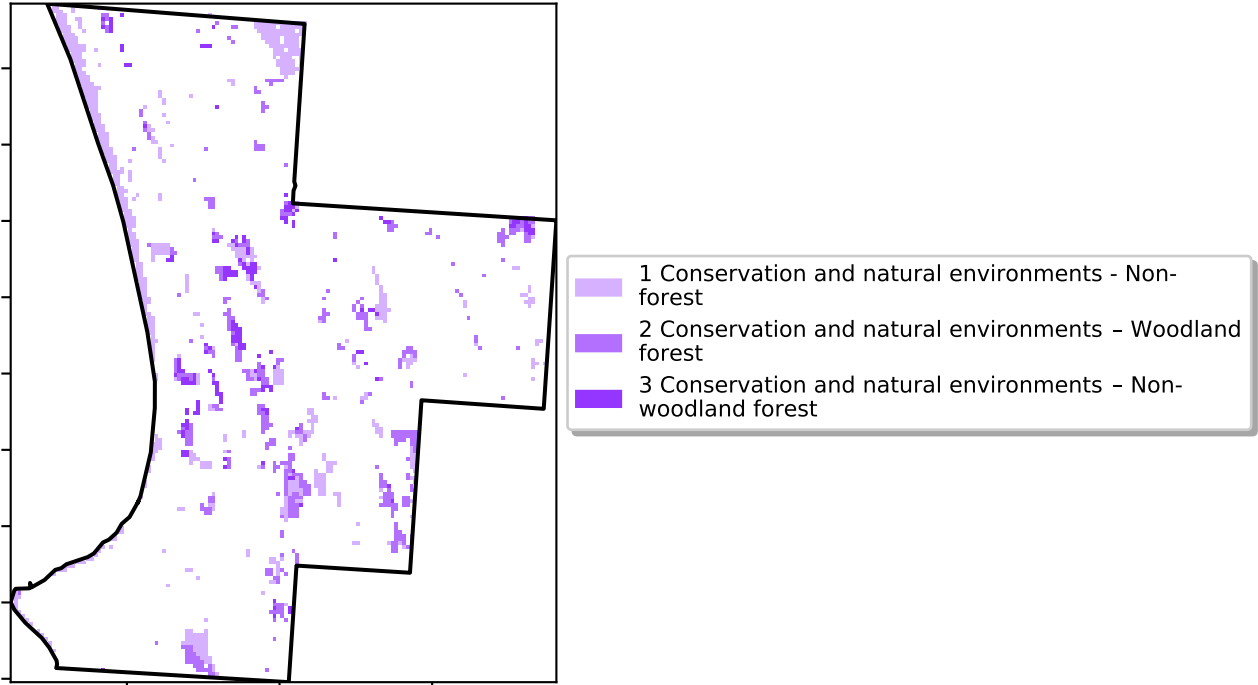 1 Conservation and natural environments - Non-
forest
2 Conservation and natural environments – Woodland
forest
3 Conservation and natural environments – Non-
woodland forest